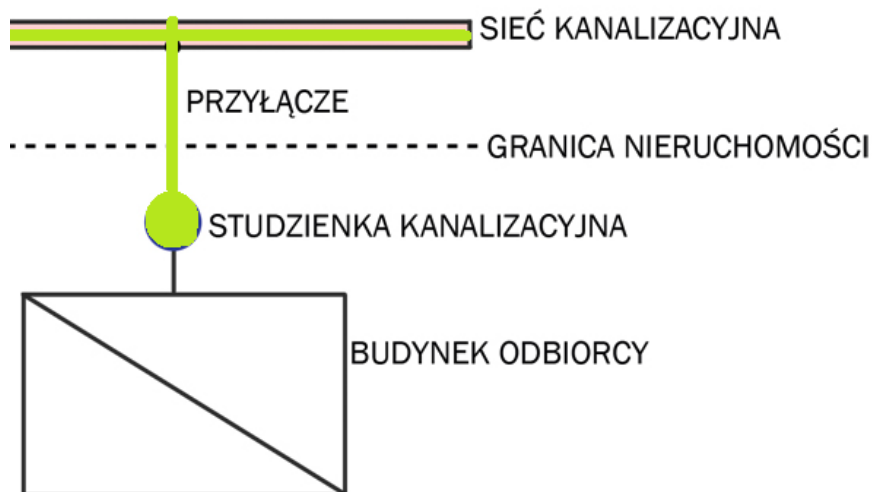 SIEĆ KANALIZACYJNA
PRZYŁĄCZE
GRANICA NIERUCHOMOŚCI
STUDZIENKA KANALIZACYJNA
BUDYNEK ODBIORCY